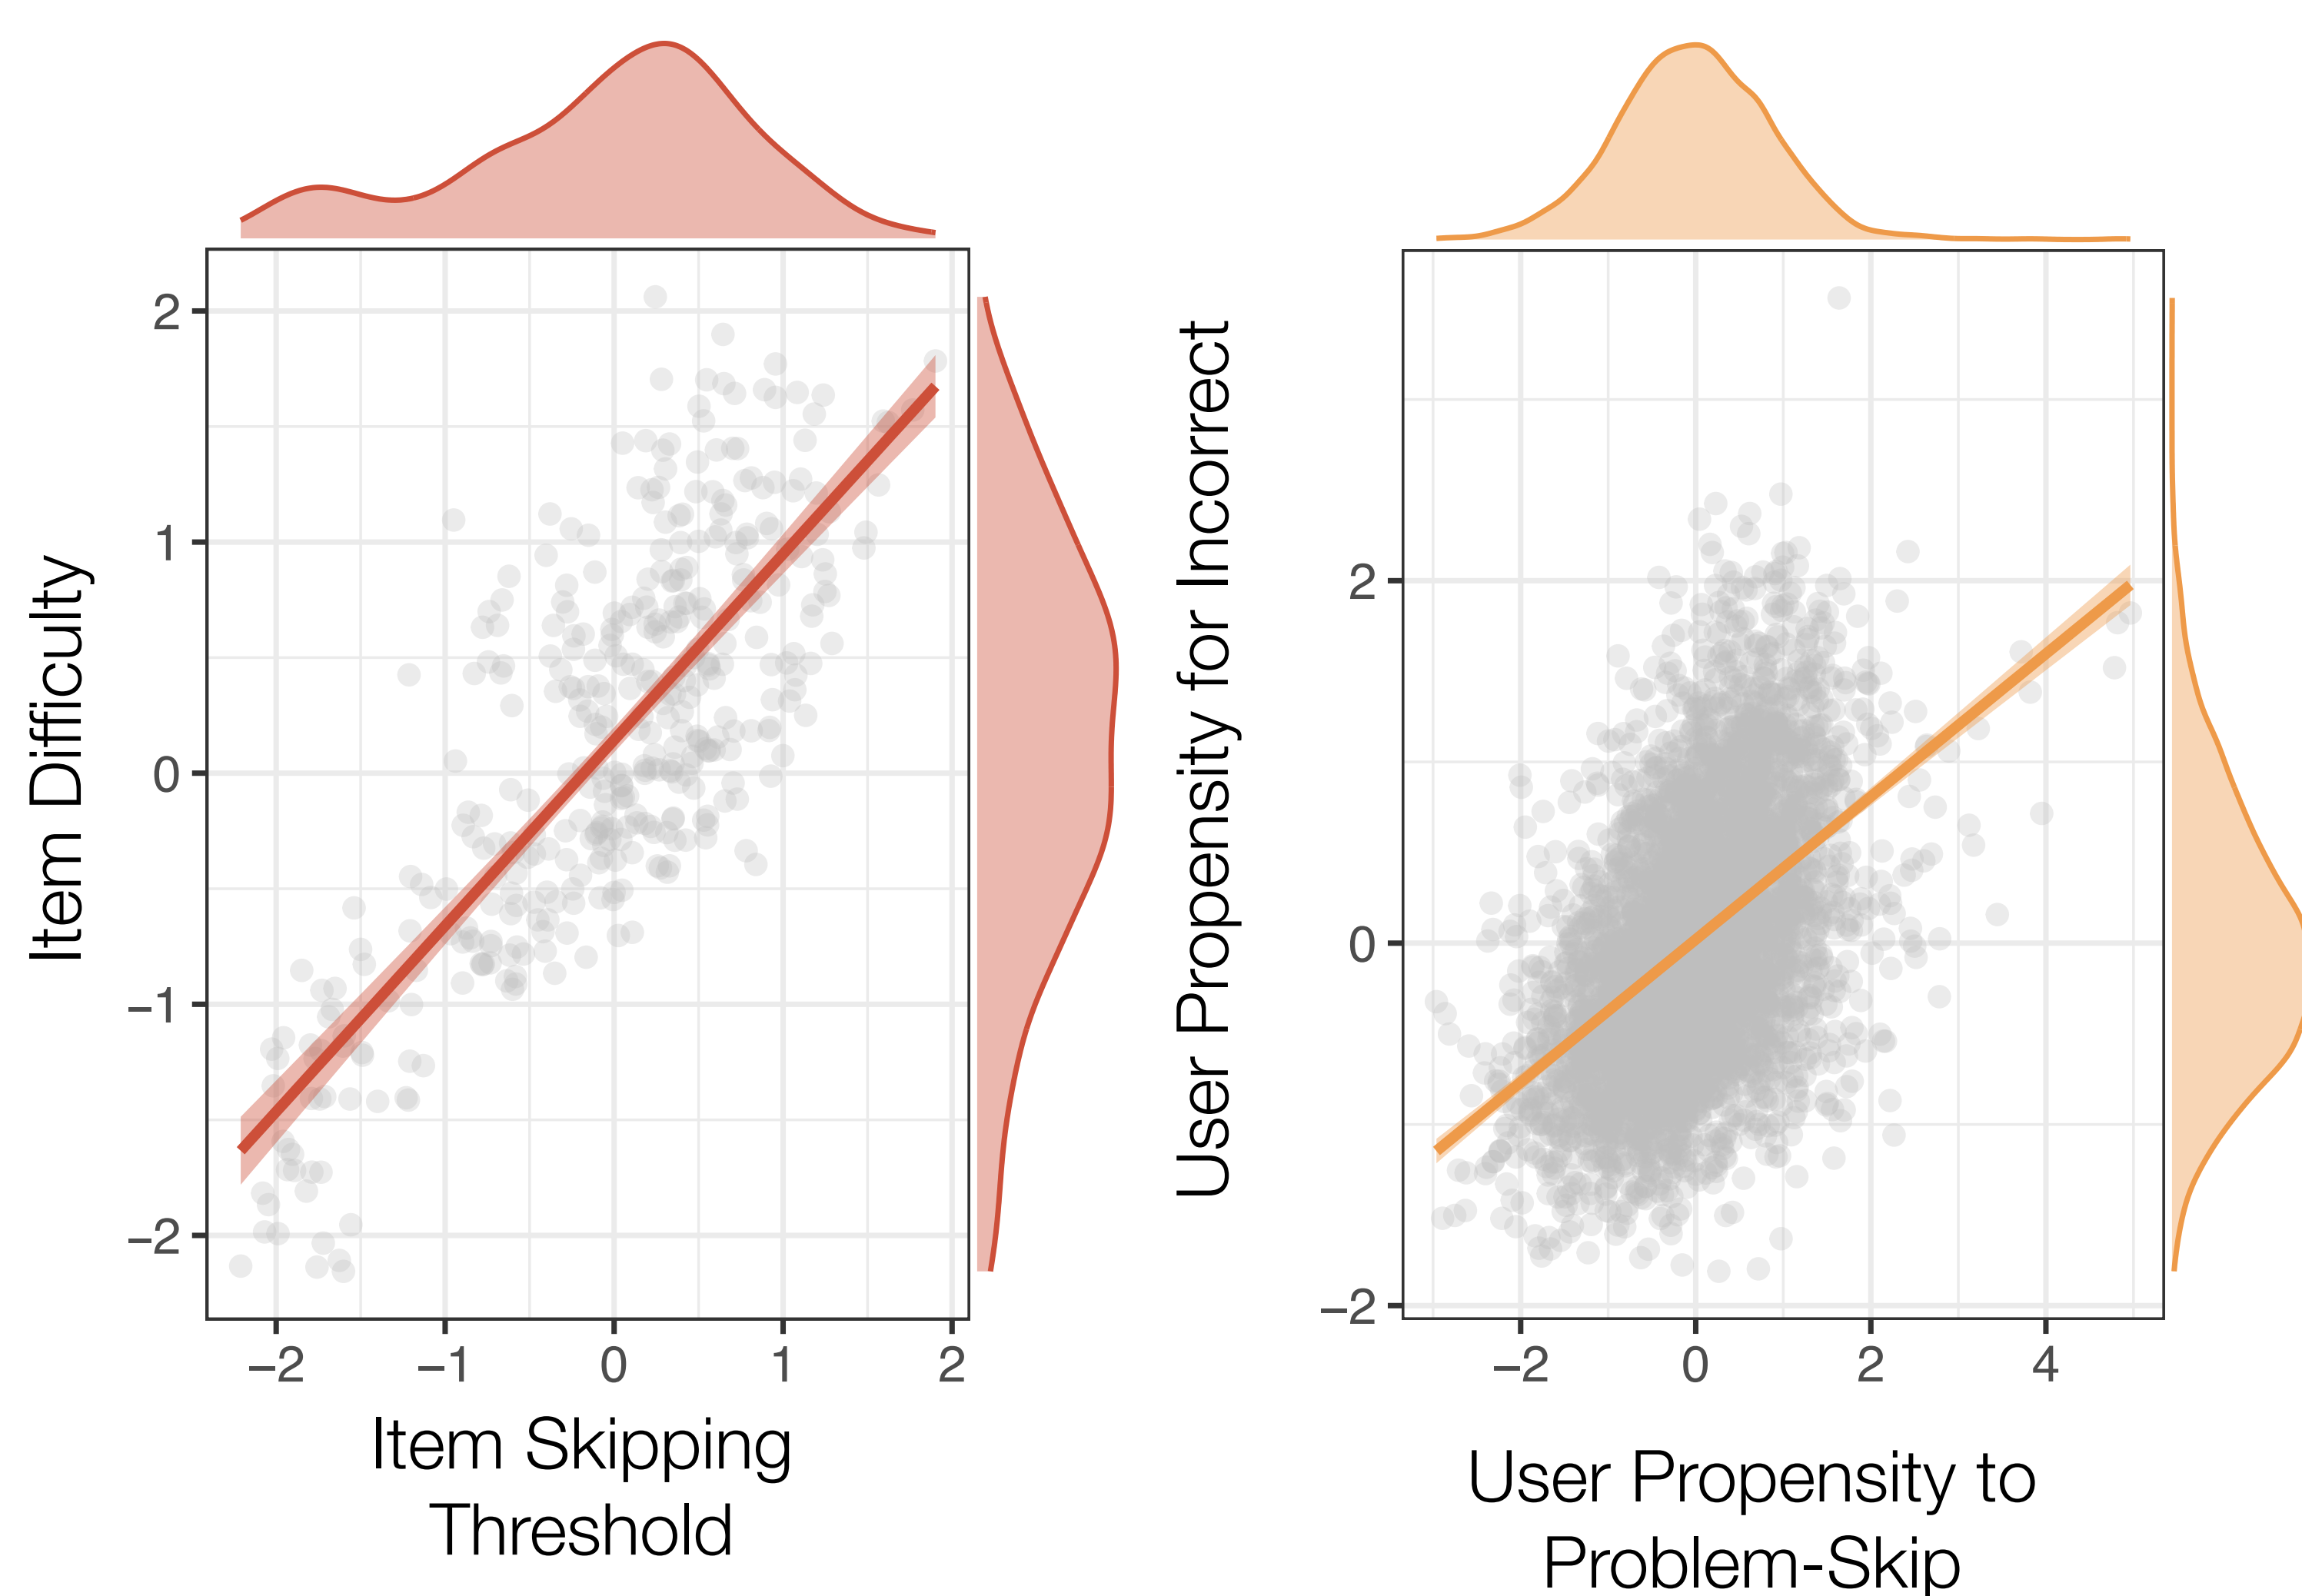 Item Difficulty
2
1
0
−1
−2
−2
−1
0
1
2
Item Skipping
Threshold
User Propensity for Incorrect
2
0
−2
−2
0
2
4
User Propensity to
Problem-Skip